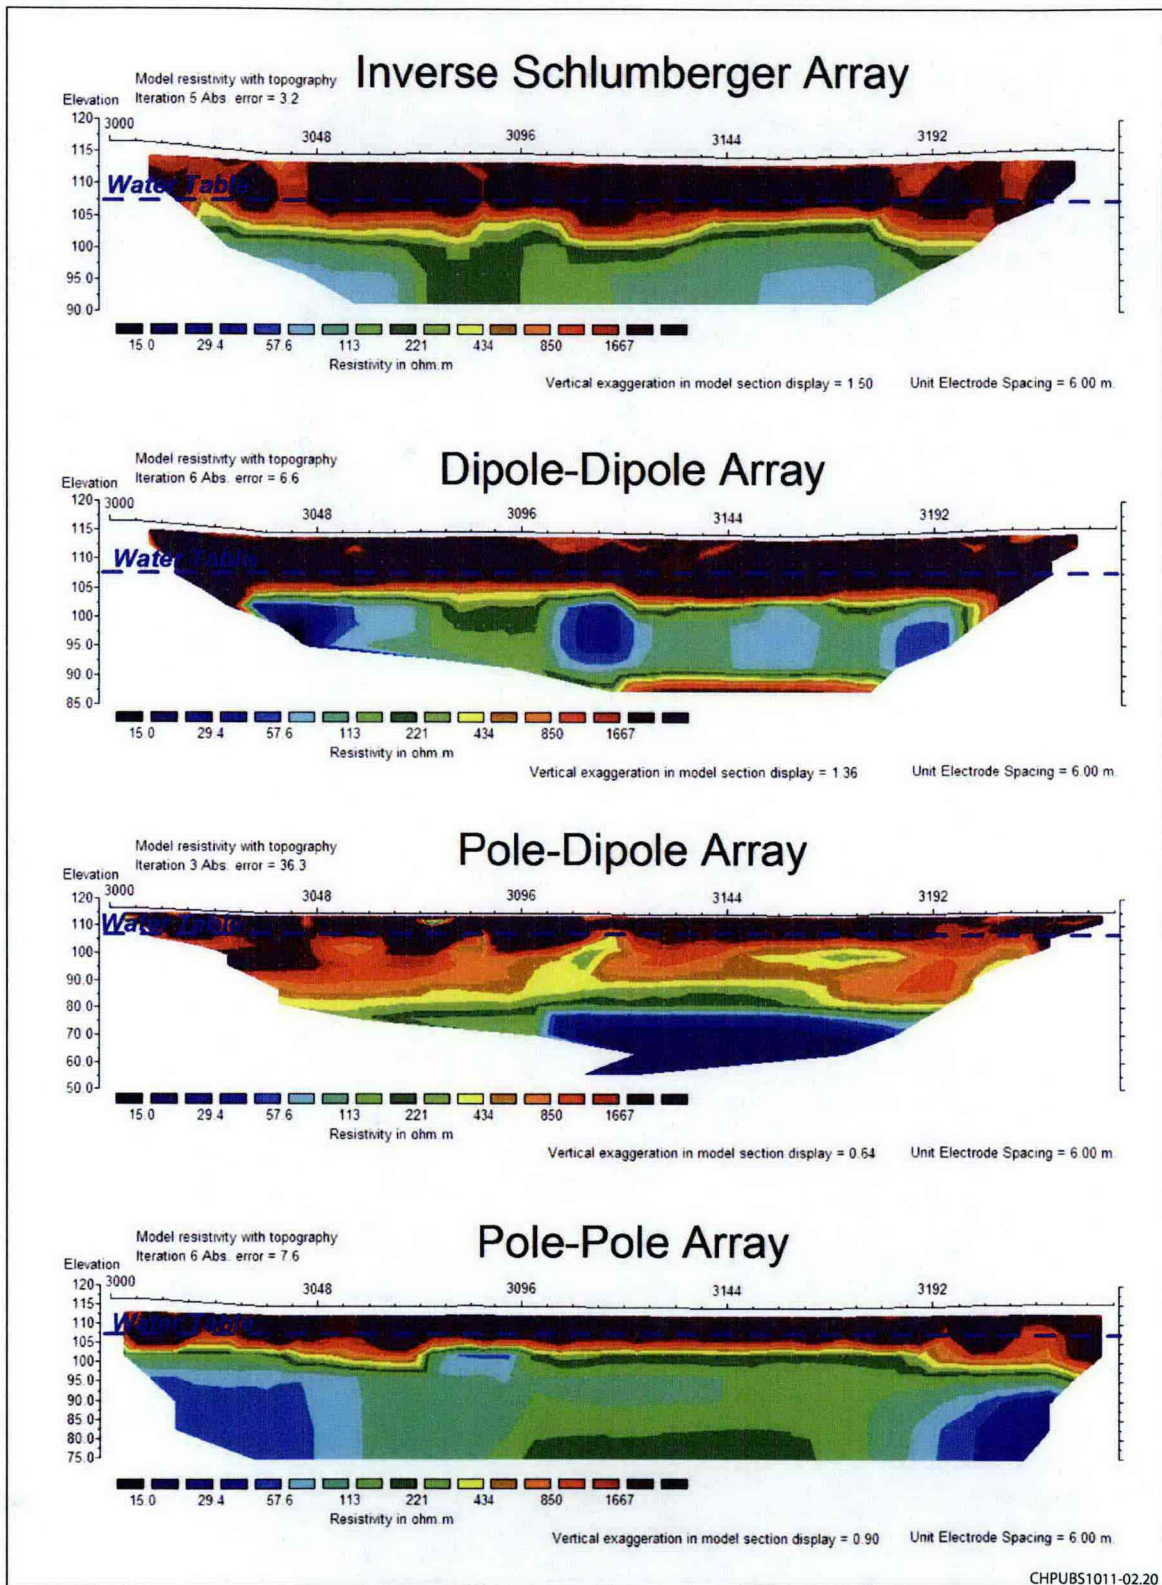 Inverse Schlumberger Array
Model resistivity with topography
Iteration 5 Abs. error = 3.2
Elevation
3000 3048 3096 3144 3192
120
115
110
105
100
95.0
90.0
Water Table
15.0 29.4 57.6 113 221 434 850 1667
Resistivity in ohm.m
Vertical exaggeration in model section display = 1.50 Unit Electrode Spacing = 6.00 m.
Dipole-Dipole Array
Model resistivity with topography
Iteration 6 Abs. error = 6.6
Elevation
3000 3048 3096 3144 3192
120
115
110
105
100
95.0
90.0
85.0
Water Table
15.0 29.4 57.6 113 221 434 850 1667
Resistivity in ohm.m
Vertical exaggeration in model section display = 1.36 Unit Electrode Spacing = 6.00 m.
Pole-Dipole Array
Model resistivity with topography
Iteration 3 Abs. error = 36.3
Elevation
3000 3048 3096 3144 3192
120
110
100
90.0
80.0
70.0
60.0
50.0
Water Table
15.0 29.4 57.6 113 221 434 850 1667
Resistivity in ohm.m
Vertical exaggeration in model section display = 0.64 Unit Electrode Spacing = 6.00 m.
Pole-Pole Array
Model resistivity with topography
Iteration 6 Abs. error = 7.6
Elevation
3000 3048 3096 3144 3192
120
115
110
105
100
95.0
90.0
85.0
80.0
75.0
Water Table
15.0 29.4 57.6 113 221 434 850 1667
Resistivity in ohm.m
Vertical exaggeration in model section display = 0.90 Unit Electrode Spacing = 6.00 m.
CHPUBS1011-02.20